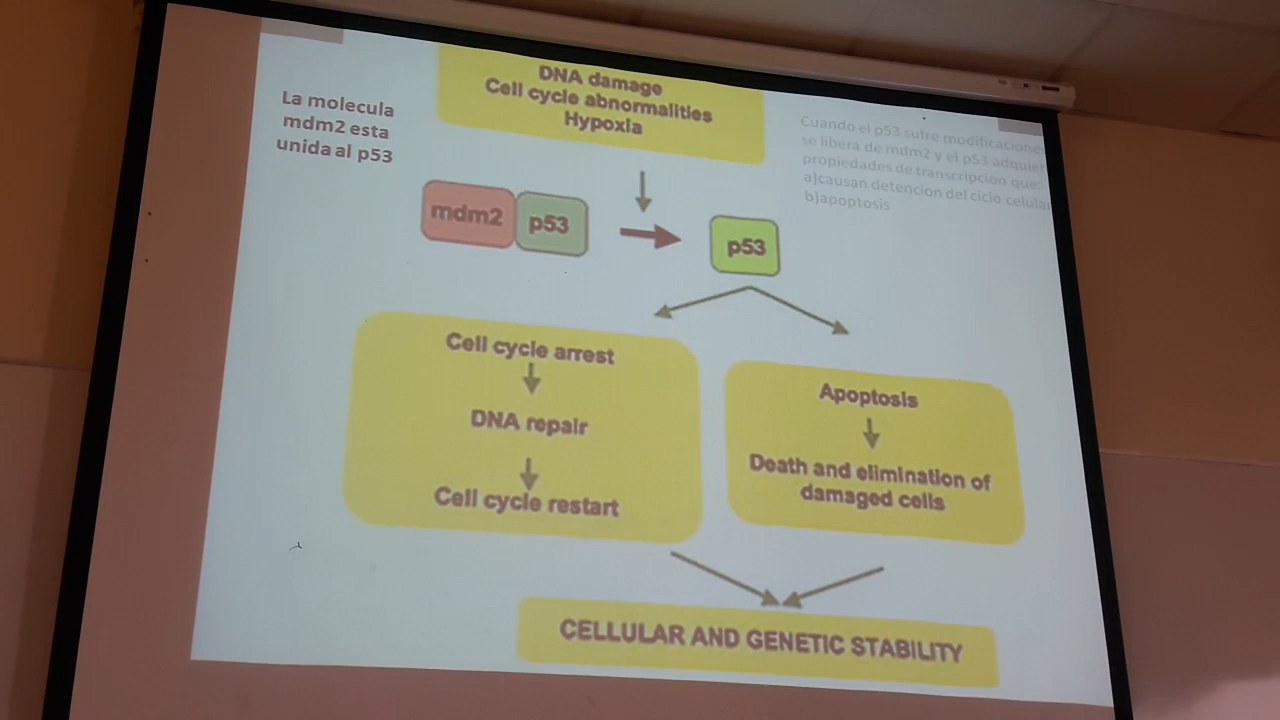 DNA damage
Cell cycle abnormalities
Hypoxia
La molecula
mdm2 esta
unida al p53
Cuando el p53 sufre modificacione
se libera de mdm2 y el p53 adquier
propiedades de transcripción que:
a)causan detencion del ciclo celular
b)apoptosis
mdm2
p53
p53
Cell cycle arrest
DNA repair
Cell cycle restart
Apoptosis
Death and elimination of
damaged cells
CELLULAR AND GENETIC STABILITY